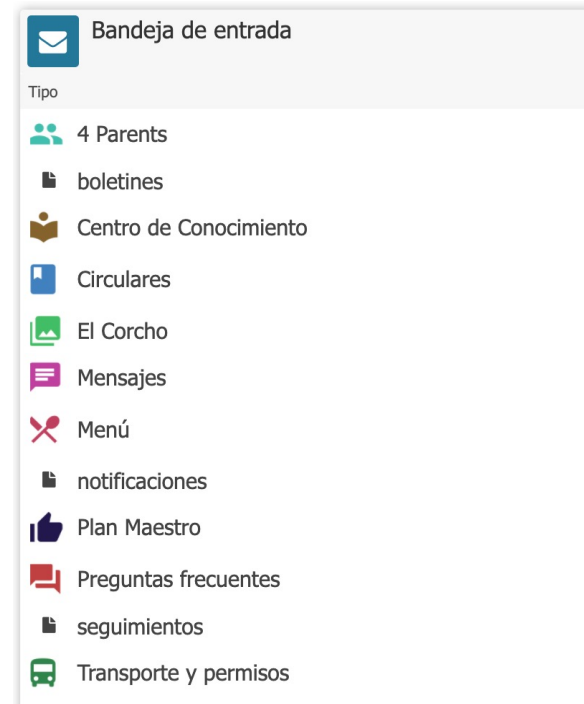 Bandeja de entrada
Tipo
4 Parents
boletines
Centro de Conocimiento
Circulares
El Corcho
Mensajes
Menú
notificaciones
Plan Maestro
Preguntas frecuentes
seguimientos
Transporte y permisos